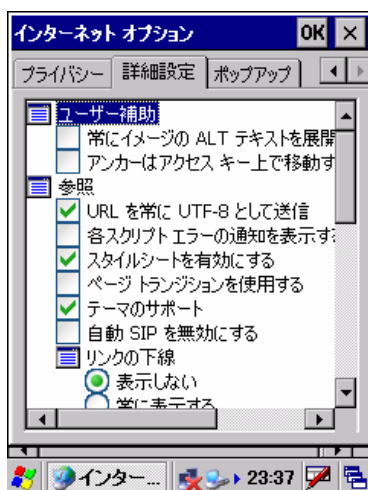 インターネット オプション OK ×
プライバシー 詳細設定 ポップアップ
ユーザー補助
常にイメージの ALT テキストを展開
アンカーはアクセス キー上で移動す
参照
URL を常に UTF-8 として送信
各スクリプト エラーの通知を表示す
スタイルシートを有効にする
ページ トランジションを使用する
テーマのサポート
自動 SIP を無効にする
リンクの下線
表示しない
常に表示する
インター... 23:37